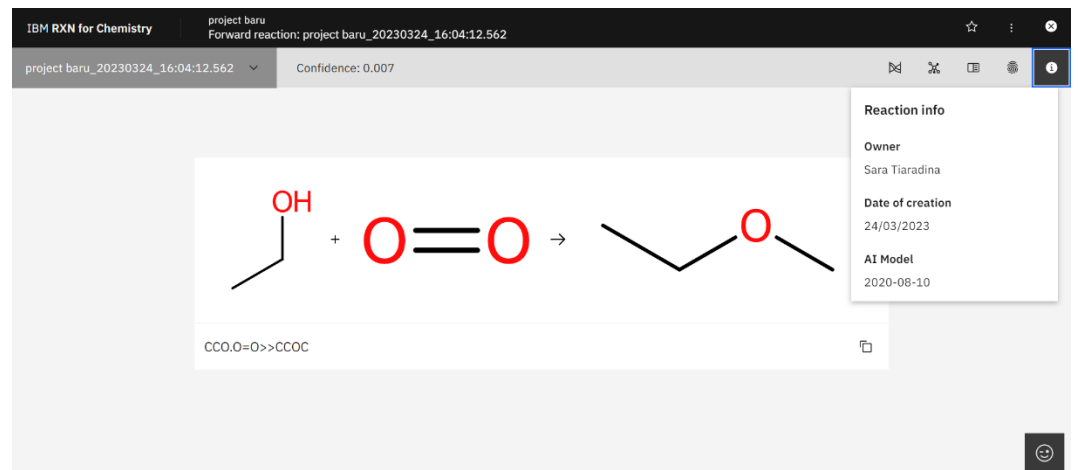 IBM RXN for Chemistry
project baru
Forward reaction: project baru_20230324_16:04:12.562
project baru_20230324_16:04:12.562
Confidence: 0.007
Reaction info
Owner
Sara Tiaradina
Date of creation
24/03/2023
AI Model
2020-08-10
OH
+
O
O
→
O
CCO.O=O>>CCOC